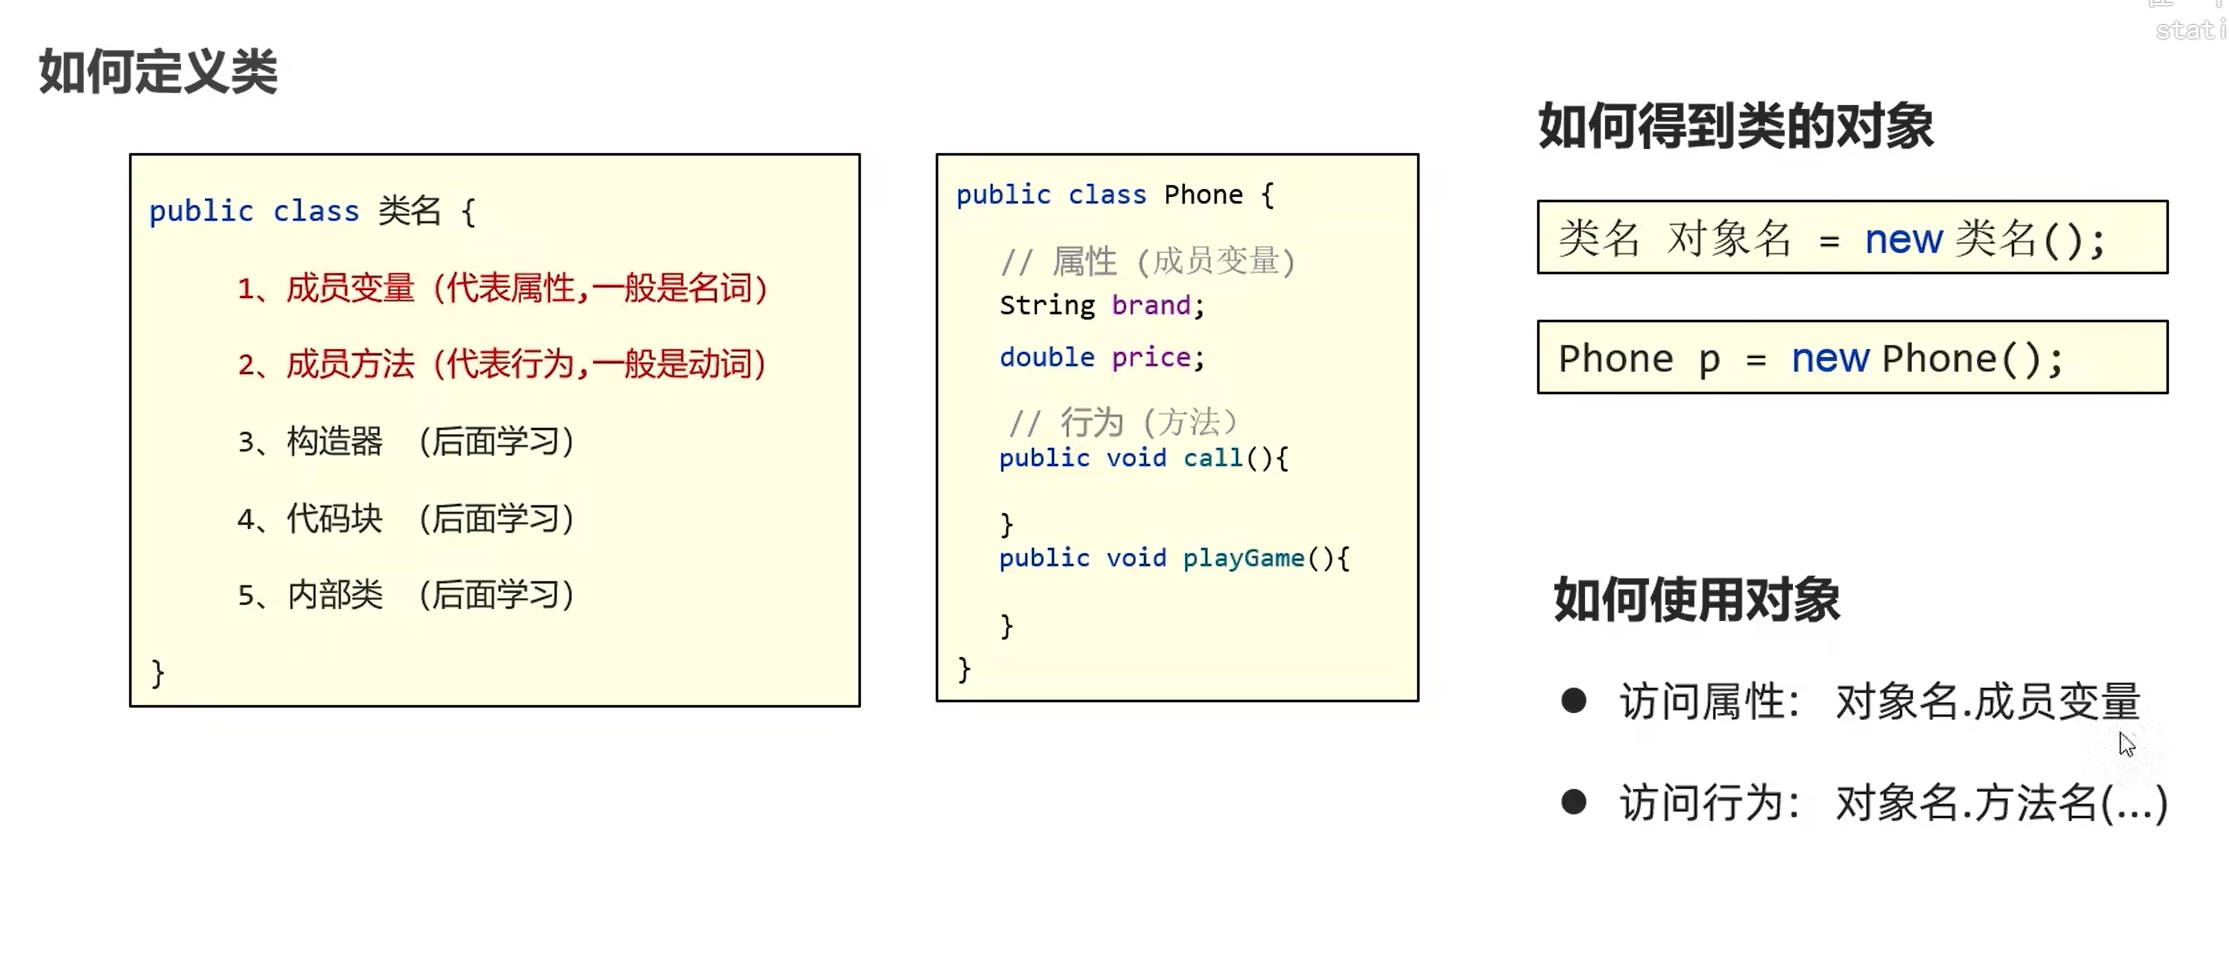 如何定义类
public class 类名 {
1、成员变量（代表属性,一般是名词）
2、成员方法（代表行为,一般是动词）
3、构造器 （后面学习）
4、代码块 （后面学习）
5、内部类 （后面学习）
}
public class Phone {
// 属性（成员变量）
String brand;
double price;
// 行为（方法）
public void call(){
}
public void playGame(){
}
}
如何得到类的对象
类名 对象名 = new 类名();
Phone p = new Phone();
如何使用对象
● 访问属性： 对象名.成员变量
● 访问行为： 对象名.方法名(...)
stati